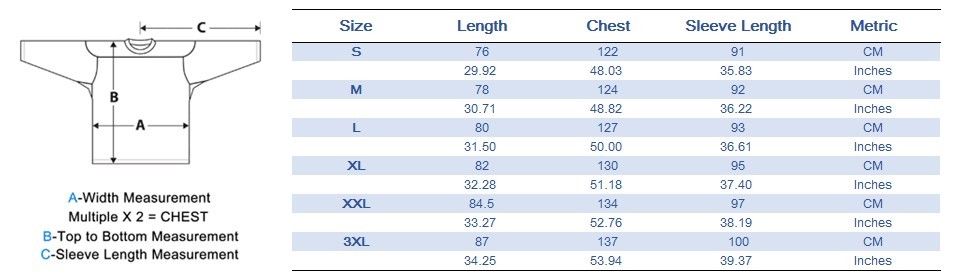 C
B
A
A-Width Measurement
Multiple X 2 = CHEST
B-Top to Bottom Measurement
C-Sleeve Length Measurement
Size Length Chest Sleeve Length Metric
S 76 122 91 CM
29.92 48.03 35.83 Inches
M 78 124 92 CM
30.71 48.82 36.22 Inches
L 80 127 93 CM
31.50 50.00 36.61 Inches
XL 82 130 95 CM
32.28 51.18 37.40 Inches
XXL 84.5 134 97 CM
33.27 52.76 38.19 Inches
3XL 87 137 100 CM
34.25 53.94 39.37 Inches